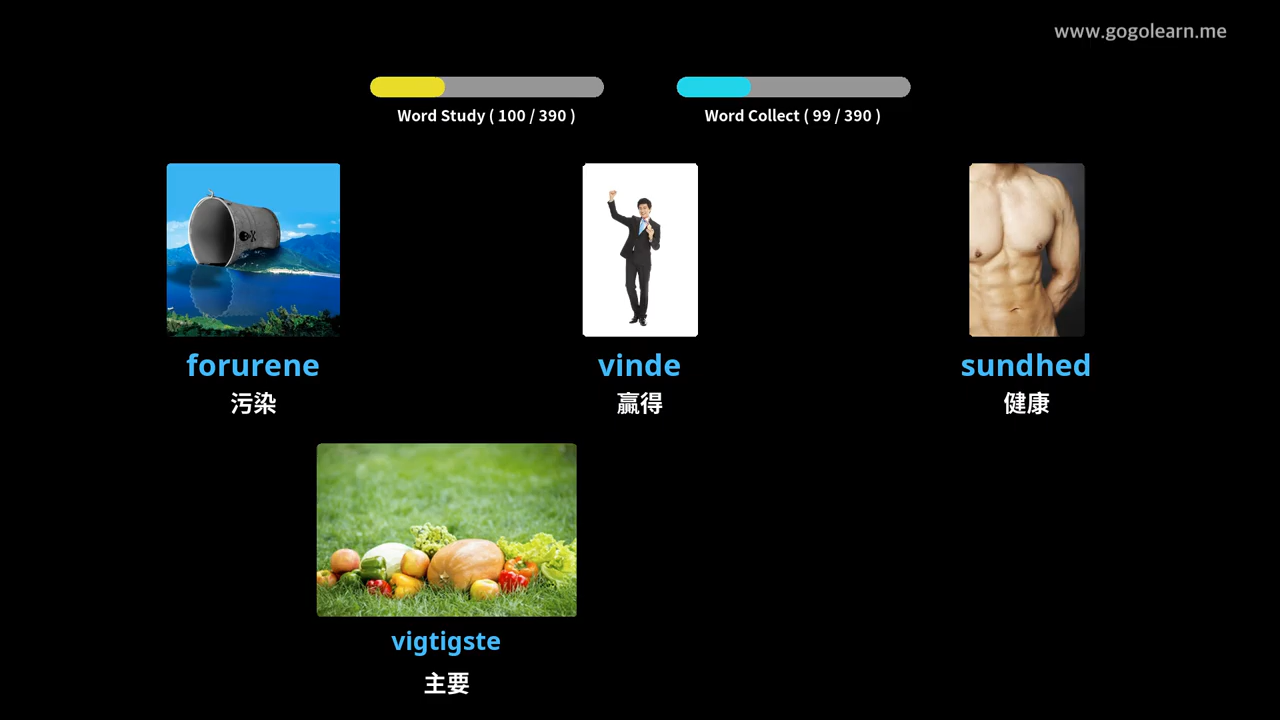 www.gogolearn.me
Word Study ( 100 / 390 )
Word Collect ( 99 / 390 )
forurene
污染
vinde
赢得
sundhed
健康
vigtigste
主要